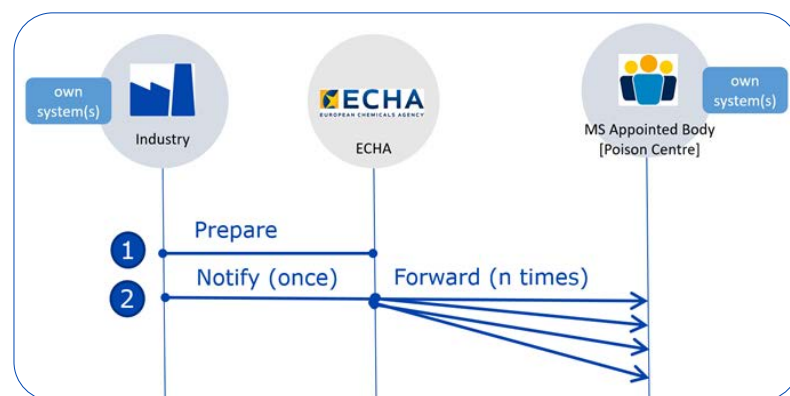 own
system(s)
Industry
ECHA
EUROPEAN CHEMICALS AGENCY
ECHA
MS Appointed Body
[Poison Centre]
own
system(s)
1
Prepare
2
Notify (once)
Forward (n times)